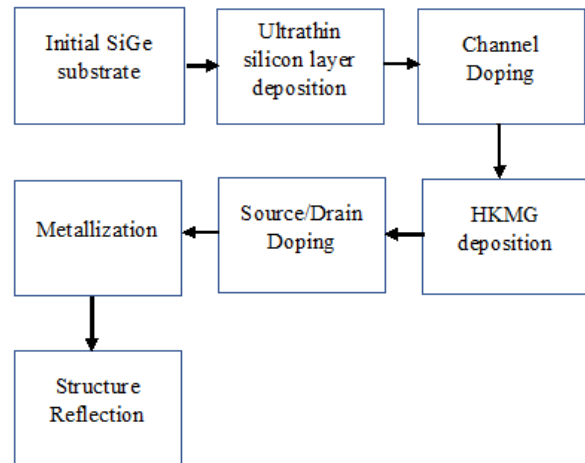 Initial SiGe
substrate
Ultrathin
silicon layer
deposition
Channel
Doping
HKMG
deposition
Source/Drain
Doping
Metallization
Structure
Reflection